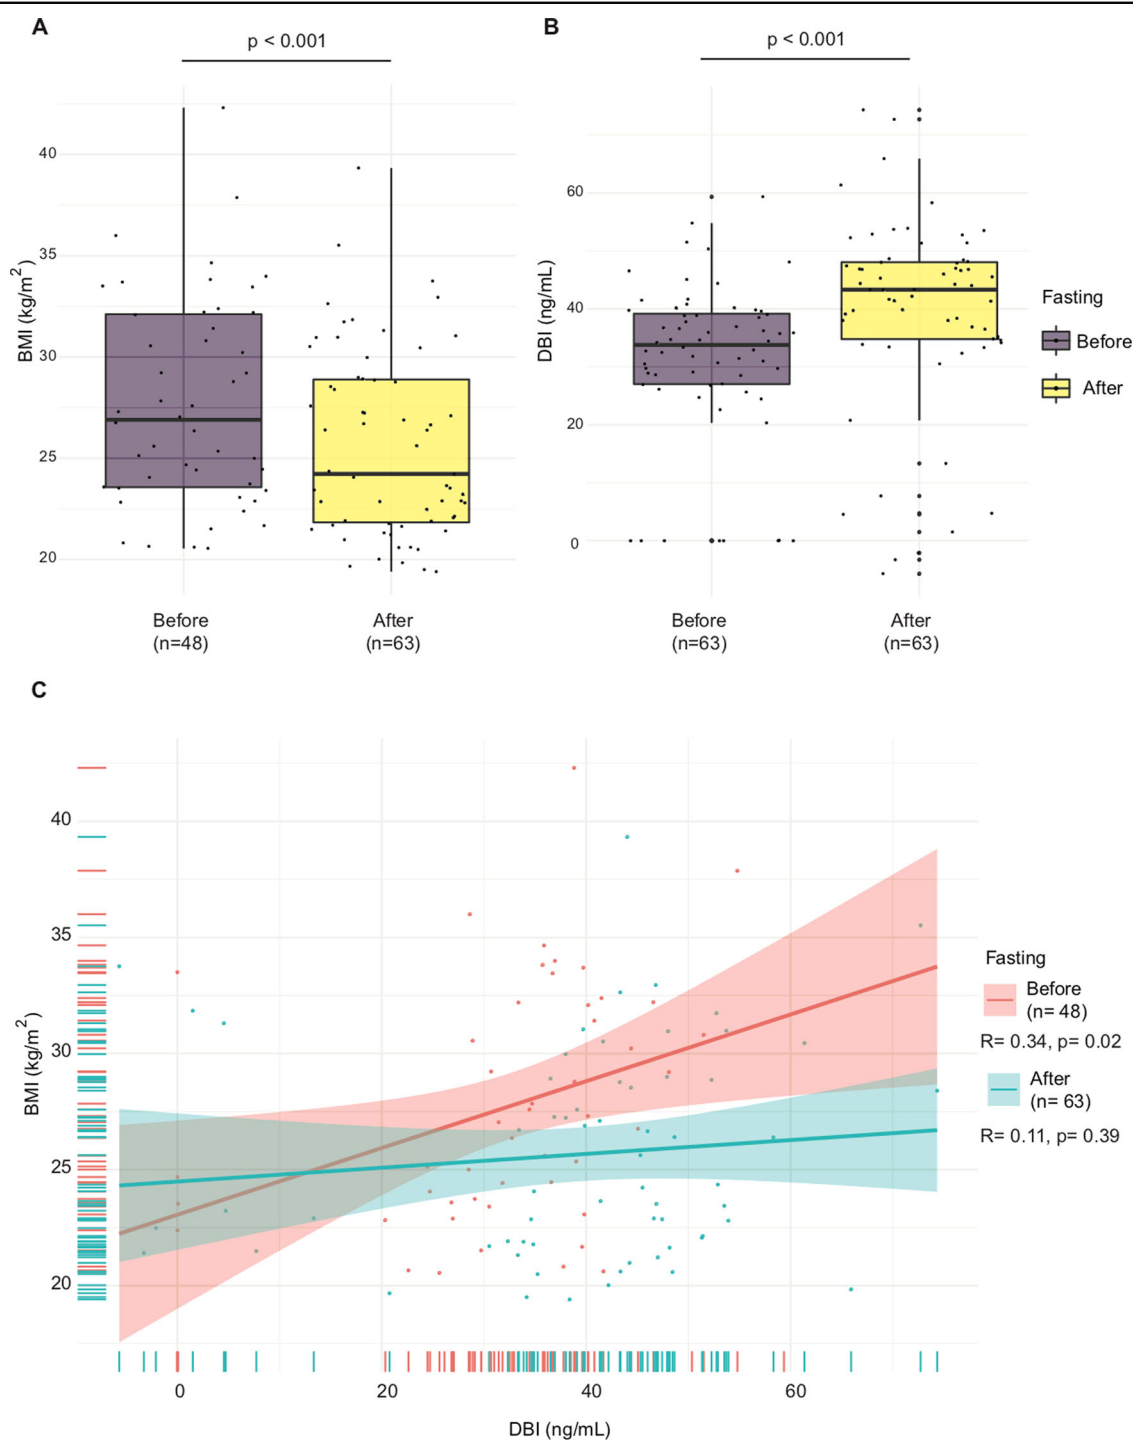 A
p < 0.001
BMI (kg/m²)
40
35
30
25
20
Before
(n=48)
After
(n=63)
B
p < 0.001
DBI (ng/mL)
60
40
20
0
Before
(n=63)
After
(n=63)
Fasting
Before
After
C
BMI (kg/m²)
40
35
30
25
20
0
20
40
60
DBI (ng/mL)
Fasting
Before
(n= 48)
R= 0.34, p= 0.02
After
(n= 63)
R= 0.11, p= 0.39